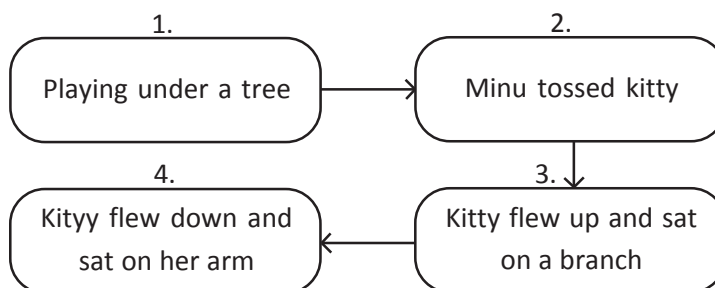 1.
Playing under a tree
2.
Minu tossed kitty
3.
Kitty flew up and sat
on a branch
4.
Kityy flew down and
sat on her arm